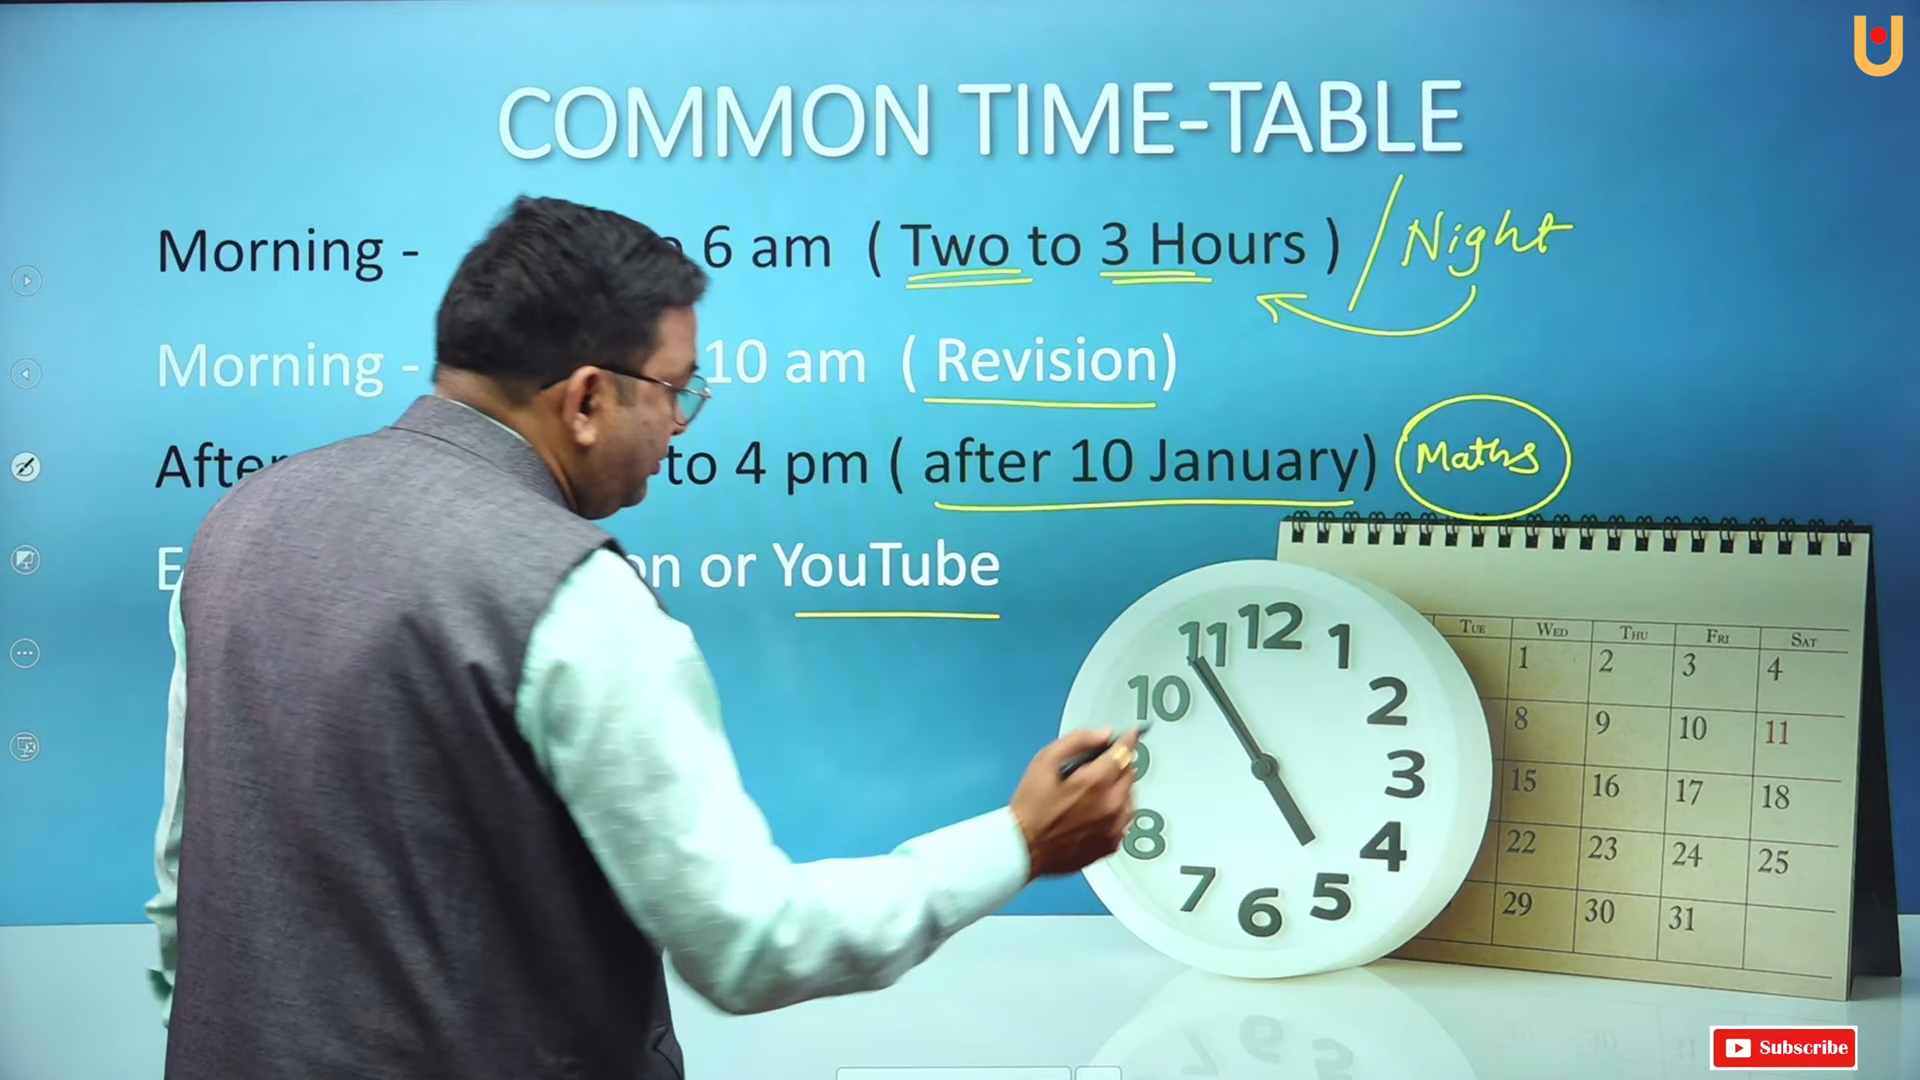 COMMON TIME-TABLE
Morning - 6 am ( Two to 3 Hours ) / Night
Morning - 10 am ( Revision)
to 4 pm ( after 10 January) Maths
or YouTube
TUE WED THU FRI SAT
1 2 3 4
8 9 10 11
15 16 17 18
22 23 24 25
29 30 31
12
1
2
3
4
5
6
7
8
9
10
11
Subscribe